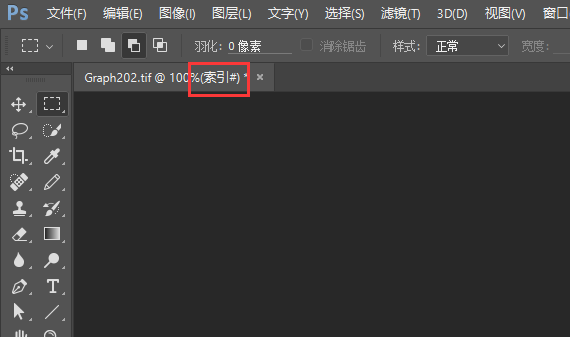 Ps 文件(F) 编辑(E) 图像(I) 图层(L) 文字(Y) 选择(S) 滤镜(T) 3D(D) 视图(V) 窗口
羽化: 0 像素 消除锯齿 样式: 正常 宽度:
Graph202.tif @ 100%(索引#) * ×